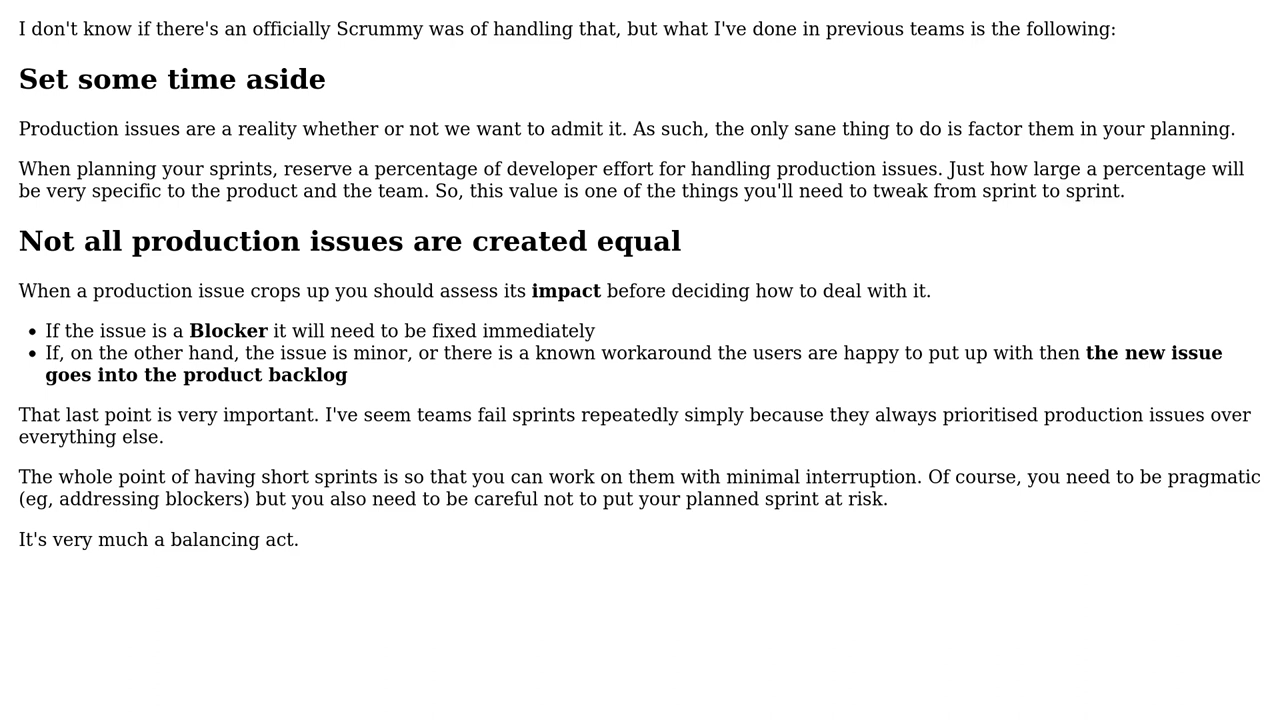 I don't know if there's an officially Scrummy was of handling that, but what I've done in previous teams is the following:
Set some time aside
Production issues are a reality whether or not we want to admit it. As such, the only sane thing to do is factor them in your planning.
When planning your sprints, reserve a percentage of developer effort for handling production issues. Just how large a percentage will
be very specific to the product and the team. So, this value is one of the things you'll need to tweak from sprint to sprint.
Not all production issues are created equal
When a production issue crops up you should assess its impact before deciding how to deal with it.
• If the issue is a Blocker it will need to be fixed immediately
• If, on the other hand, the issue is minor, or there is a known workaround the users are happy to put up with then the new issue
goes into the product backlog
That last point is very important. I've seem teams fail sprints repeatedly simply because they always prioritised production issues over
everything else.
The whole point of having short sprints is so that you can work on them with minimal interruption. Of course, you need to be pragmatic
(eg, addressing blockers) but you also need to be careful not to put your planned sprint at risk.
It's very much a balancing act.